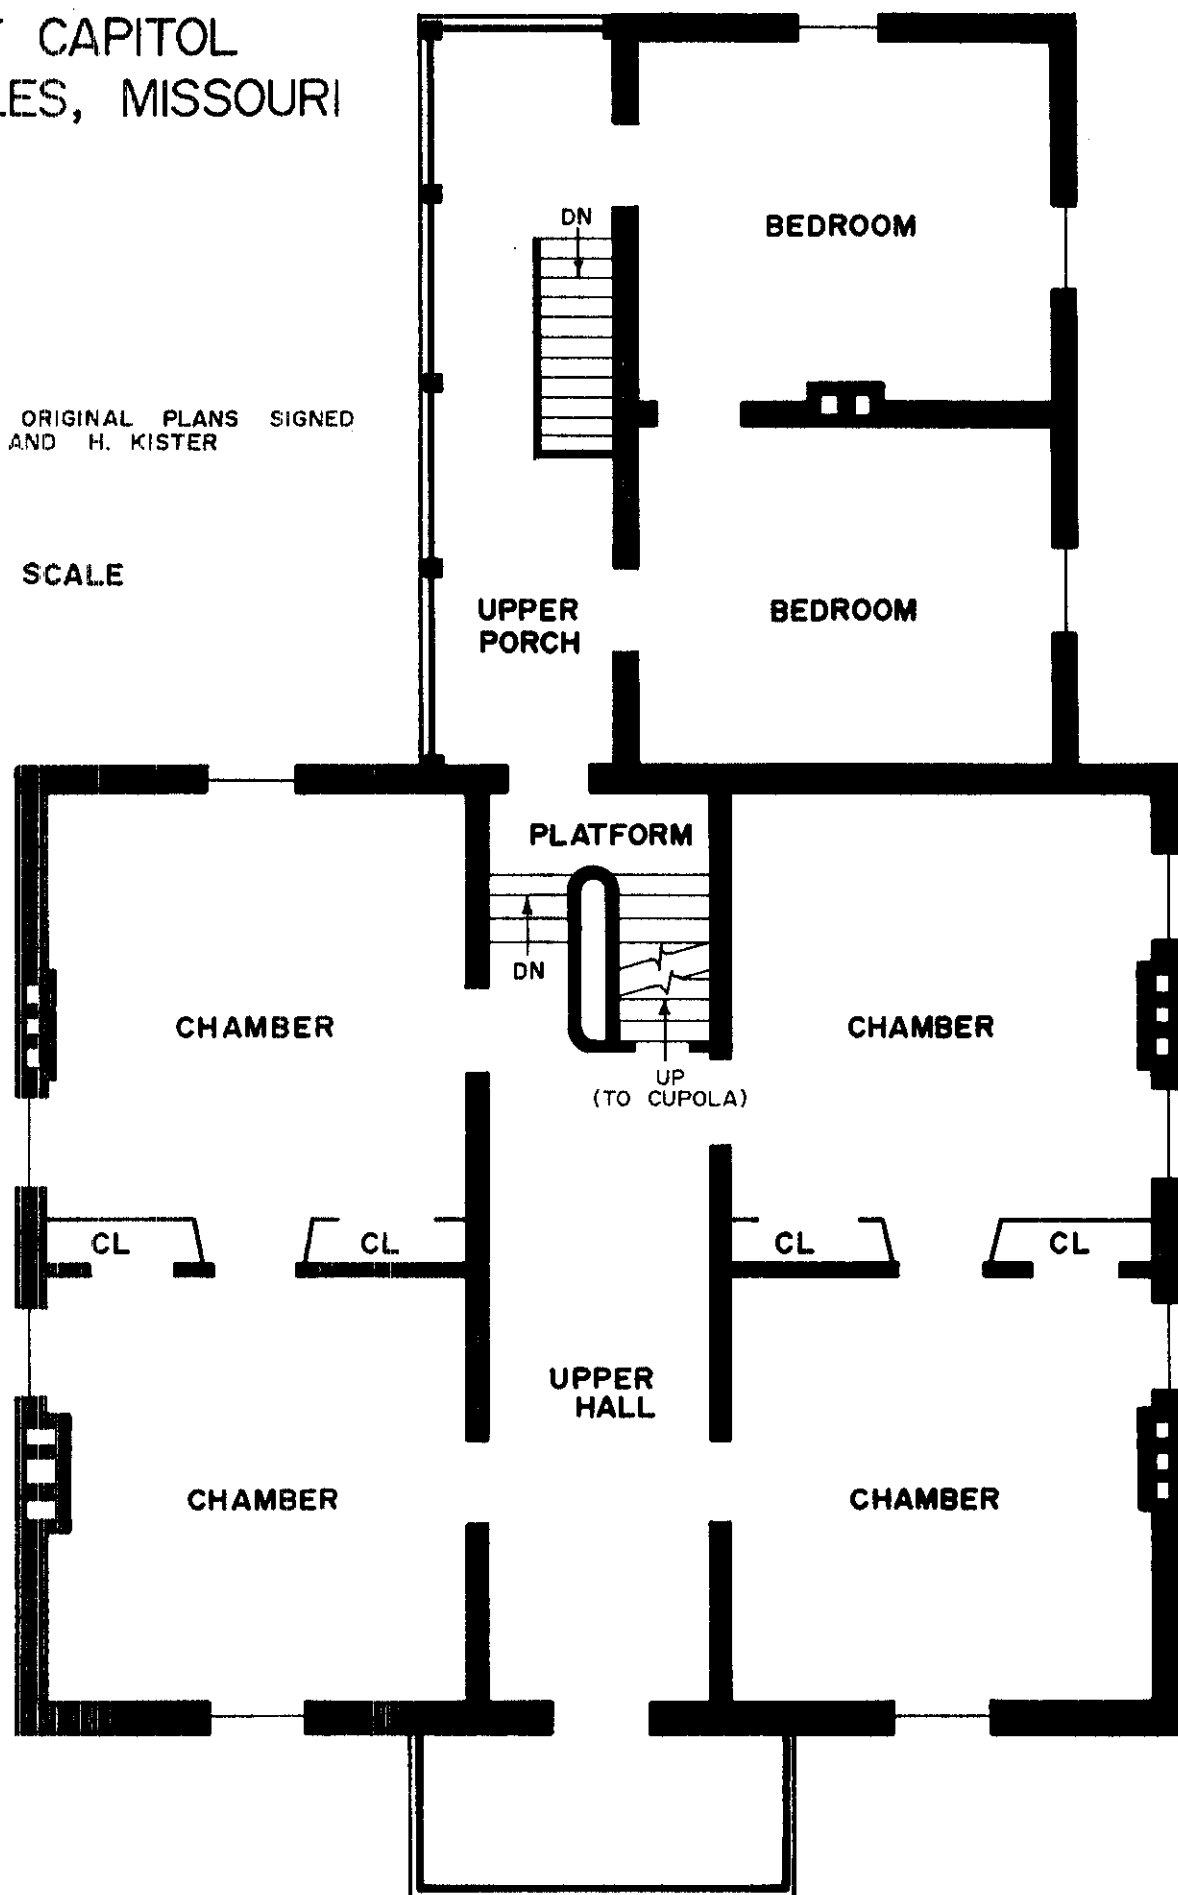 CAPITOL
LES, MISSOURI
ORIGINAL PLANS SIGNED
AND H. KISTER
SCALE
DN
BEDROOM
UPPER
PORCH
BEDROOM
PLATFORM
DN
CHAMBER
CHAMBER
UP
(TO CUPOLA)
CL
CL
CL
CL
UPPER
HALL
CHAMBER
CHAMBER